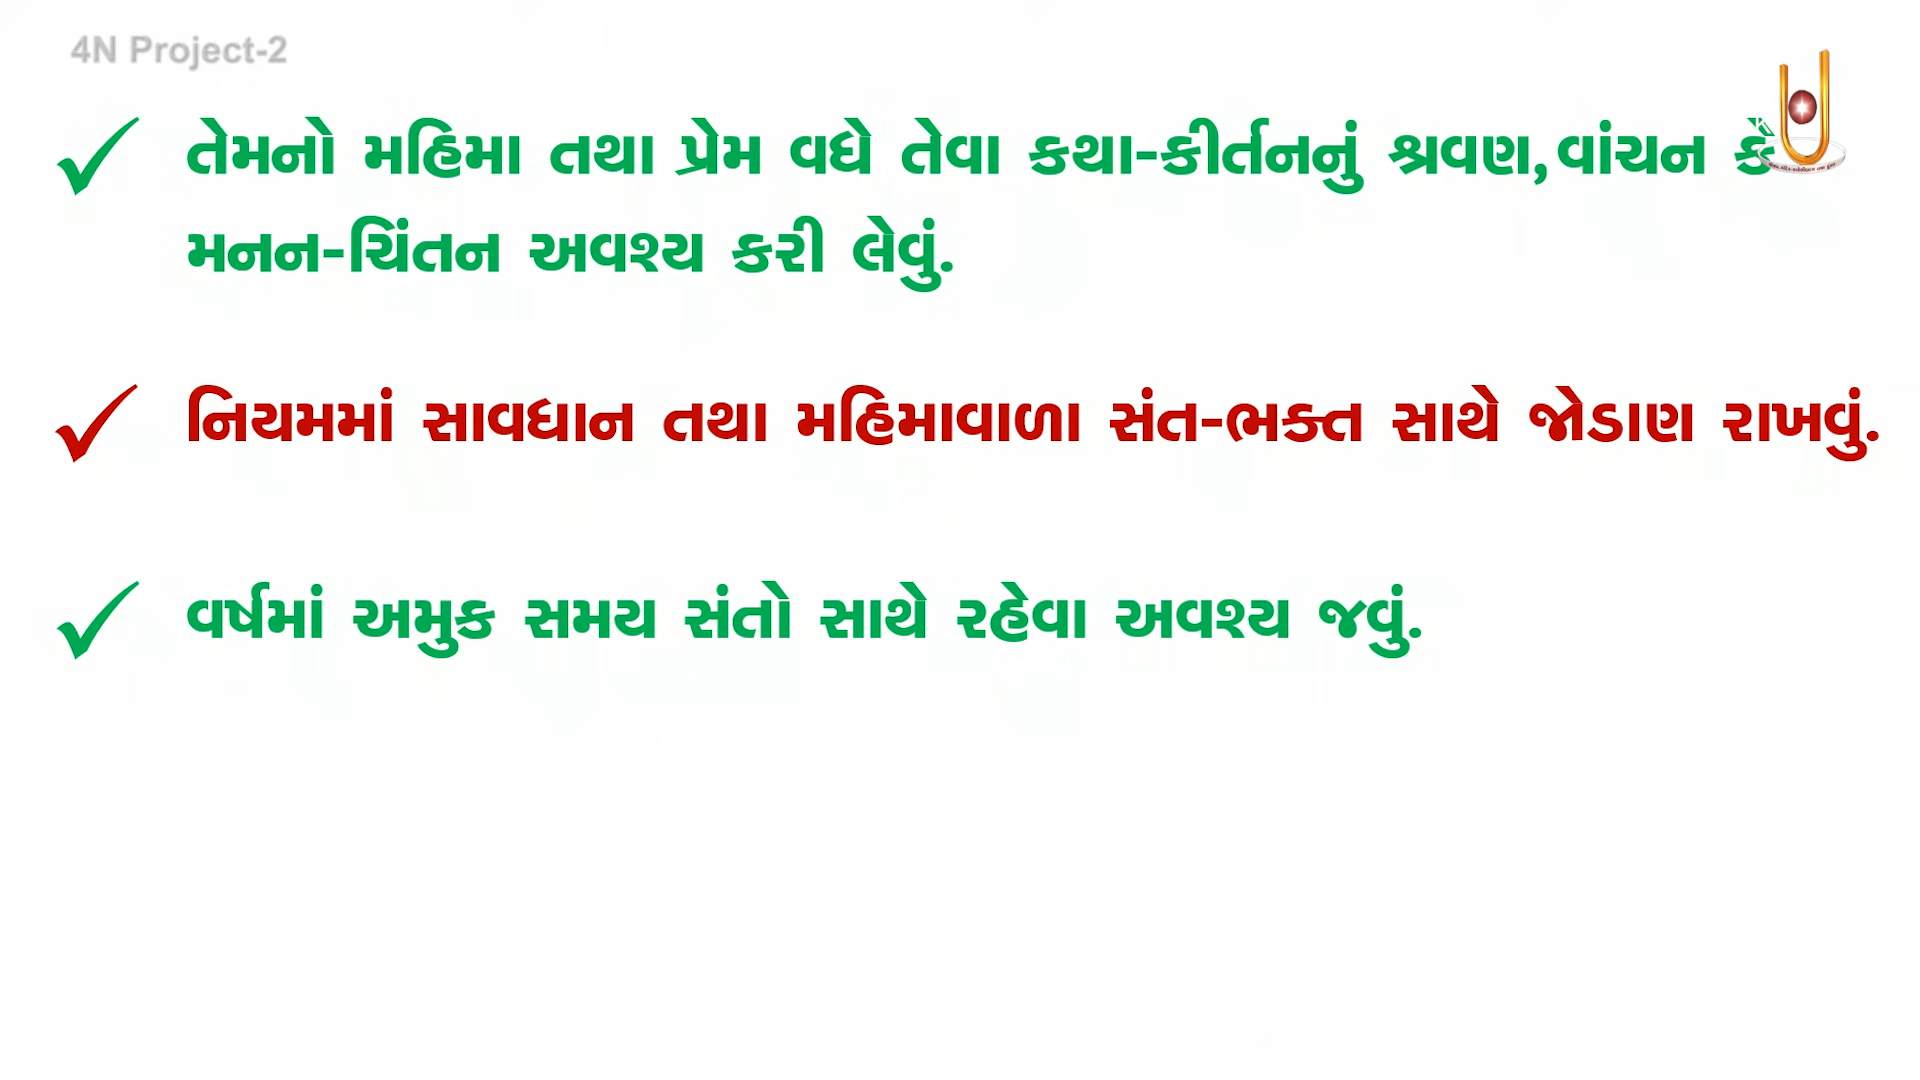 4N Project-2
તેમનો મહિમા તથા પ્રેમ વધે તેવા કથા-કીર્તનનું શ્રવણ,વાંચન કે
મનન-ચિંતન અવશ્ય કરી લેવું.
નિયમમાં સાવધાન તથા મહિમાવાળા સંત-ભક્ત સાથે જોડાણ રાખવું.
વર્ષમાં અમુક સમય સંતો સાથે રહેવા અવશ્ય જવું.